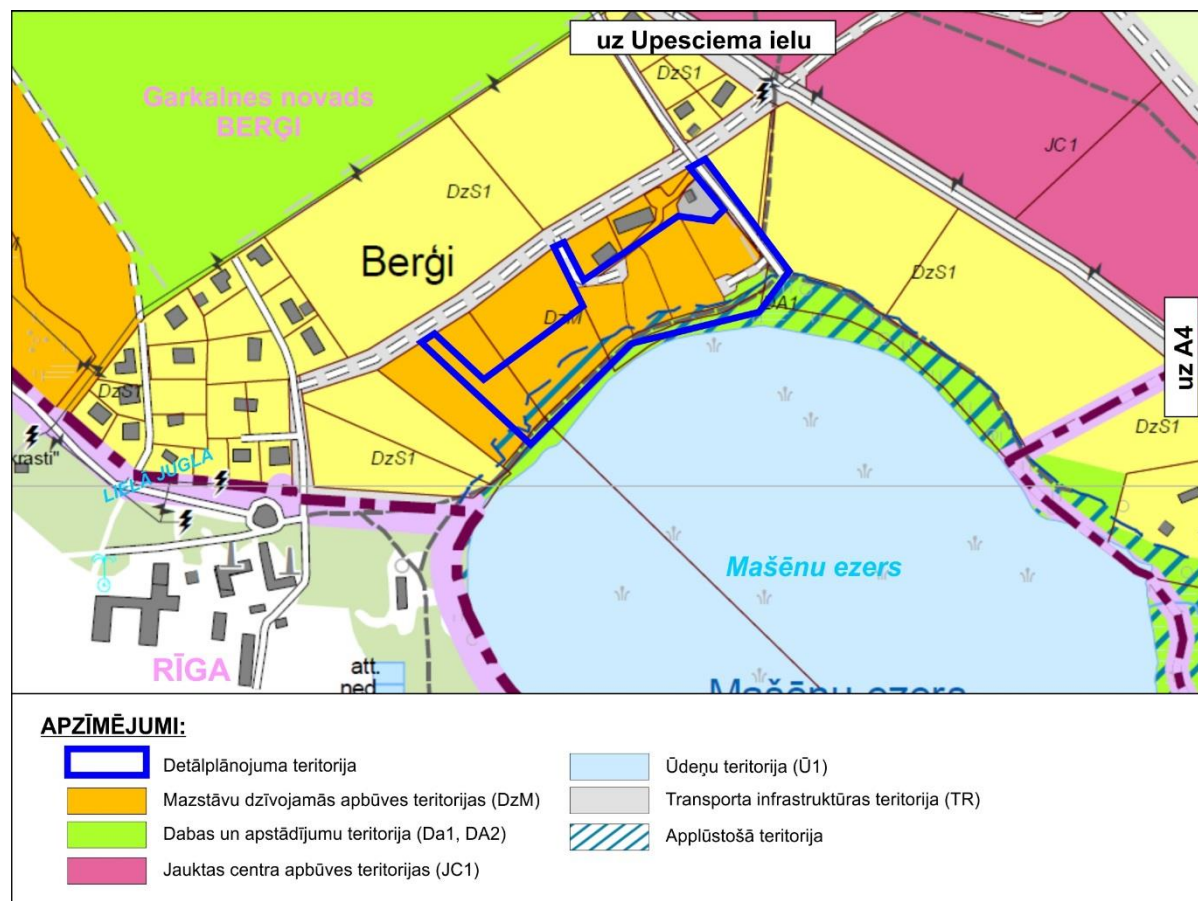 uz Upesciema ielu
DzS1
Garkalnes novads
BERĢI
JC1
DzS1
Berģi
DzS1
DzM
DA1
uz A4
DzS1
DzS1
DzS1
krasti"
LIELĀ JUGLA
Mašēnu ezers
RĪGA
att.
ned
Mašēnu ezers
APZĪMĒJUMI:
Detālplānojuma teritorija
Mazstāvu dzīvojamās apbūves teritorijas (DzM)
Dabas un apstādījumu teritorija (Da1, DA2)
Jauktas centra apbūves teritorijas (JC1)
Ūdeņu teritorija (Ū1)
Transporta infrastruktūras teritorija (TR)
Applūstošā teritorija